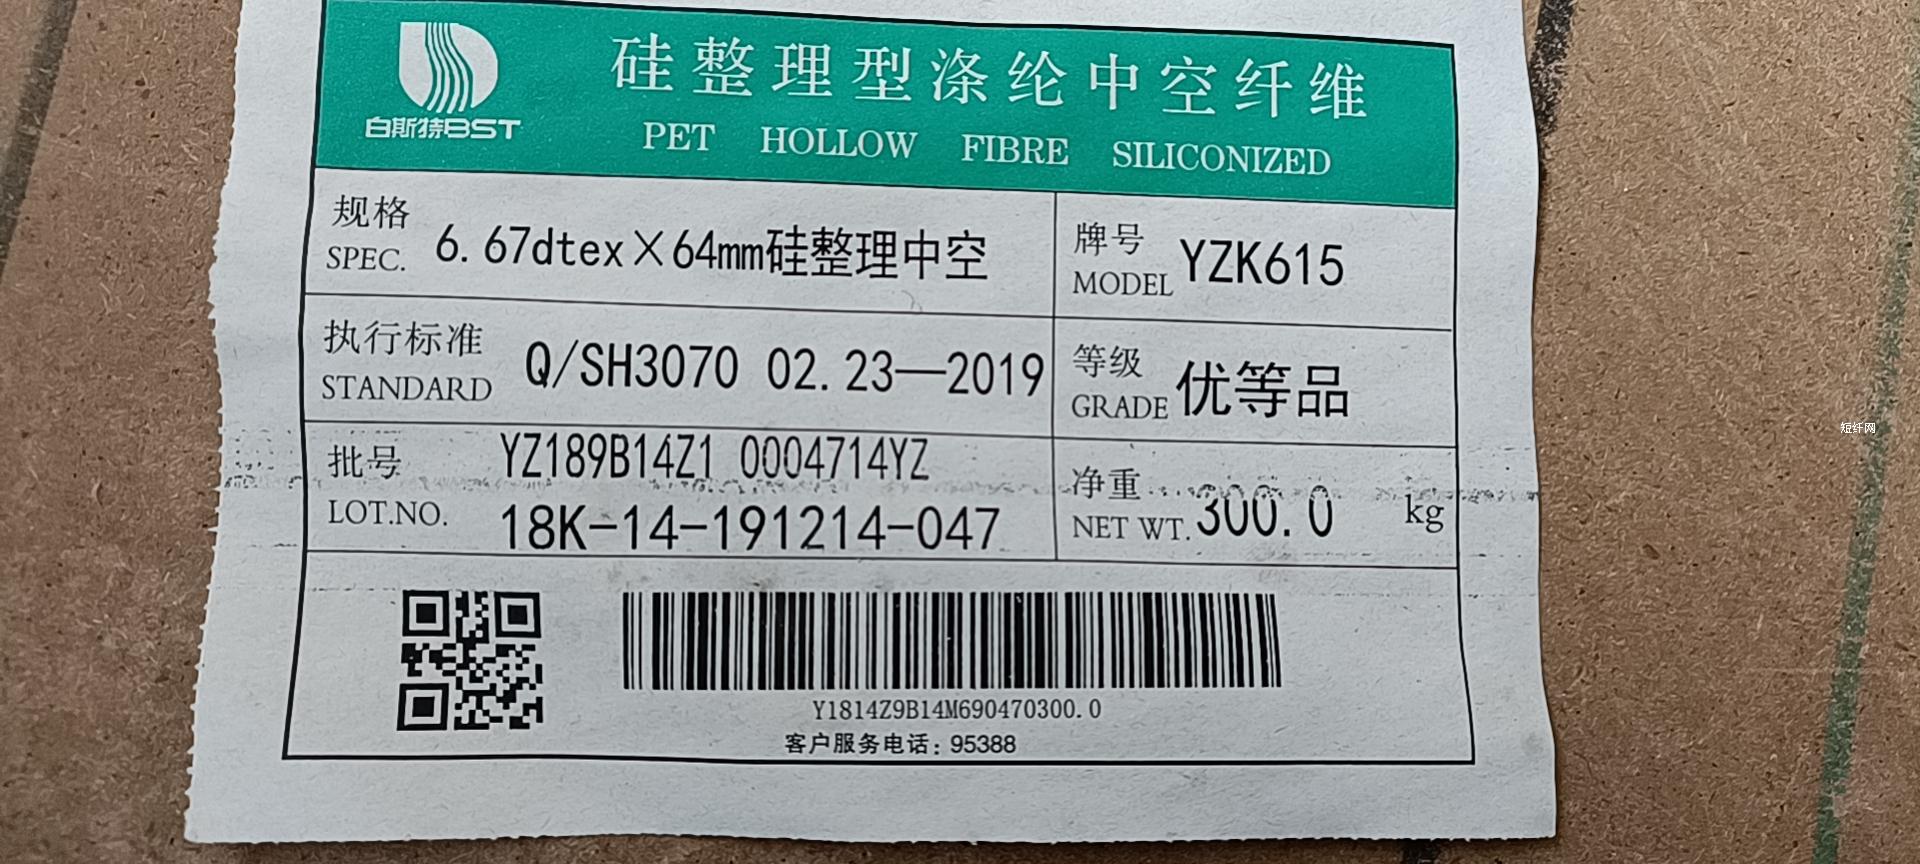 白斯特BST
硅整理型涤纶中空纤维
PET HOLLOW FIBRE SILICONIZED
规格
SPEC.
6.67dtex×64mm硅整理中空
牌号
MODEL
YZK615
执行标准
STANDARD
Q/SH3070 02.23—2019
等级
GRADE
优等品
批号
LOT.NO.
YZ189B14Z1 0004714YZ
18K-14-191214-047
净重
NET WT.
300.0 kg
Y1814Z9B14M690470300.0
客户服务电话：95388
短纤网